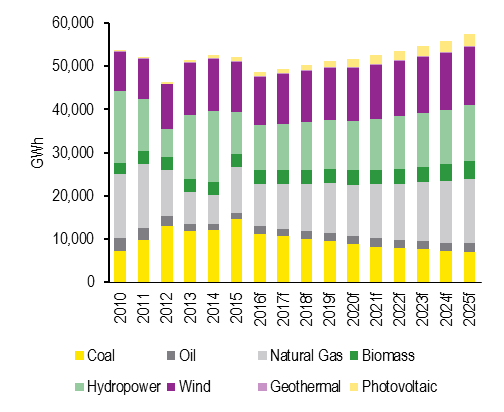 60,000
50,000
40,000
30,000
20,000
10,000
0
GWh
2010 2011 2012 2013 2014 2015 2016f 2017f 2018f 2019f 2020f 2021f 2022f 2023f 2024f 2025f
Coal Oil Natural Gas Biomass
Hydropower Wind Geothermal Photovoltaic